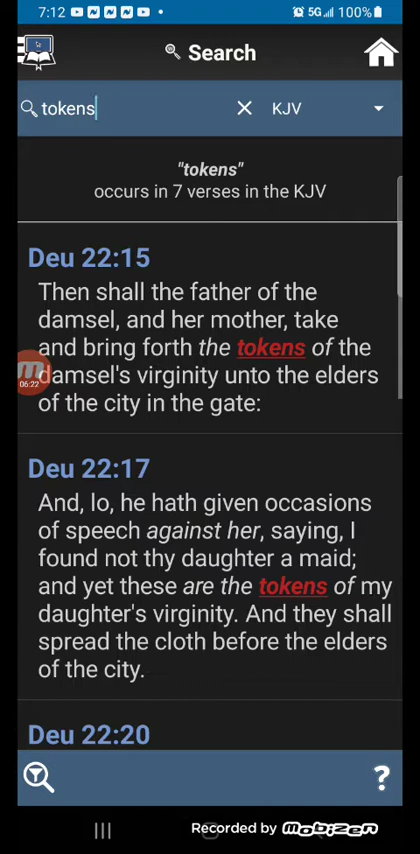 7:12 5G 100%
Search
tokens KJV
"tokens"
occurs in 7 verses in the KJV
Deu 22:15
Then shall the father of the
damsel, and her mother, take
and bring forth the tokens of the
damsel's virginity unto the elders
of the city in the gate:
06:22
Deu 22:17
And, lo, he hath given occasions
of speech against her, saying, I
found not thy daughter a maid;
and yet these are the tokens of my
daughter's virginity. And they shall
spread the cloth before the elders
of the city.
Deu 22:20
?
Recorded by mobizen